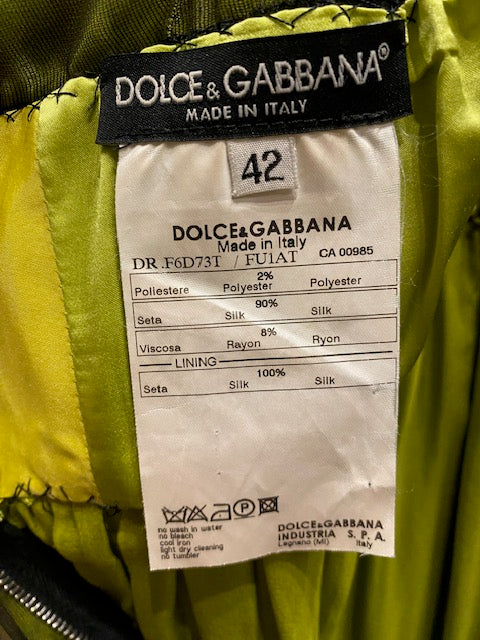 DOLCE & GABBANA®
MADE IN ITALY
42
DOLCE&GABBANA
Made in Italy
DR.F6D73T / FU1AT CA 00985
2%
Poliestere Polyester Polyester
90%
Seta Silk Silk
8%
Viscosa Rayon Ryon
LINING
100%
Seta Silk Silk
P
no wash in water
no bleach
cool iron
light dry cleaning
no tumbler
DOLCE&GABBANA
INDUSTRIA S. P. A.
Legnano (MI)